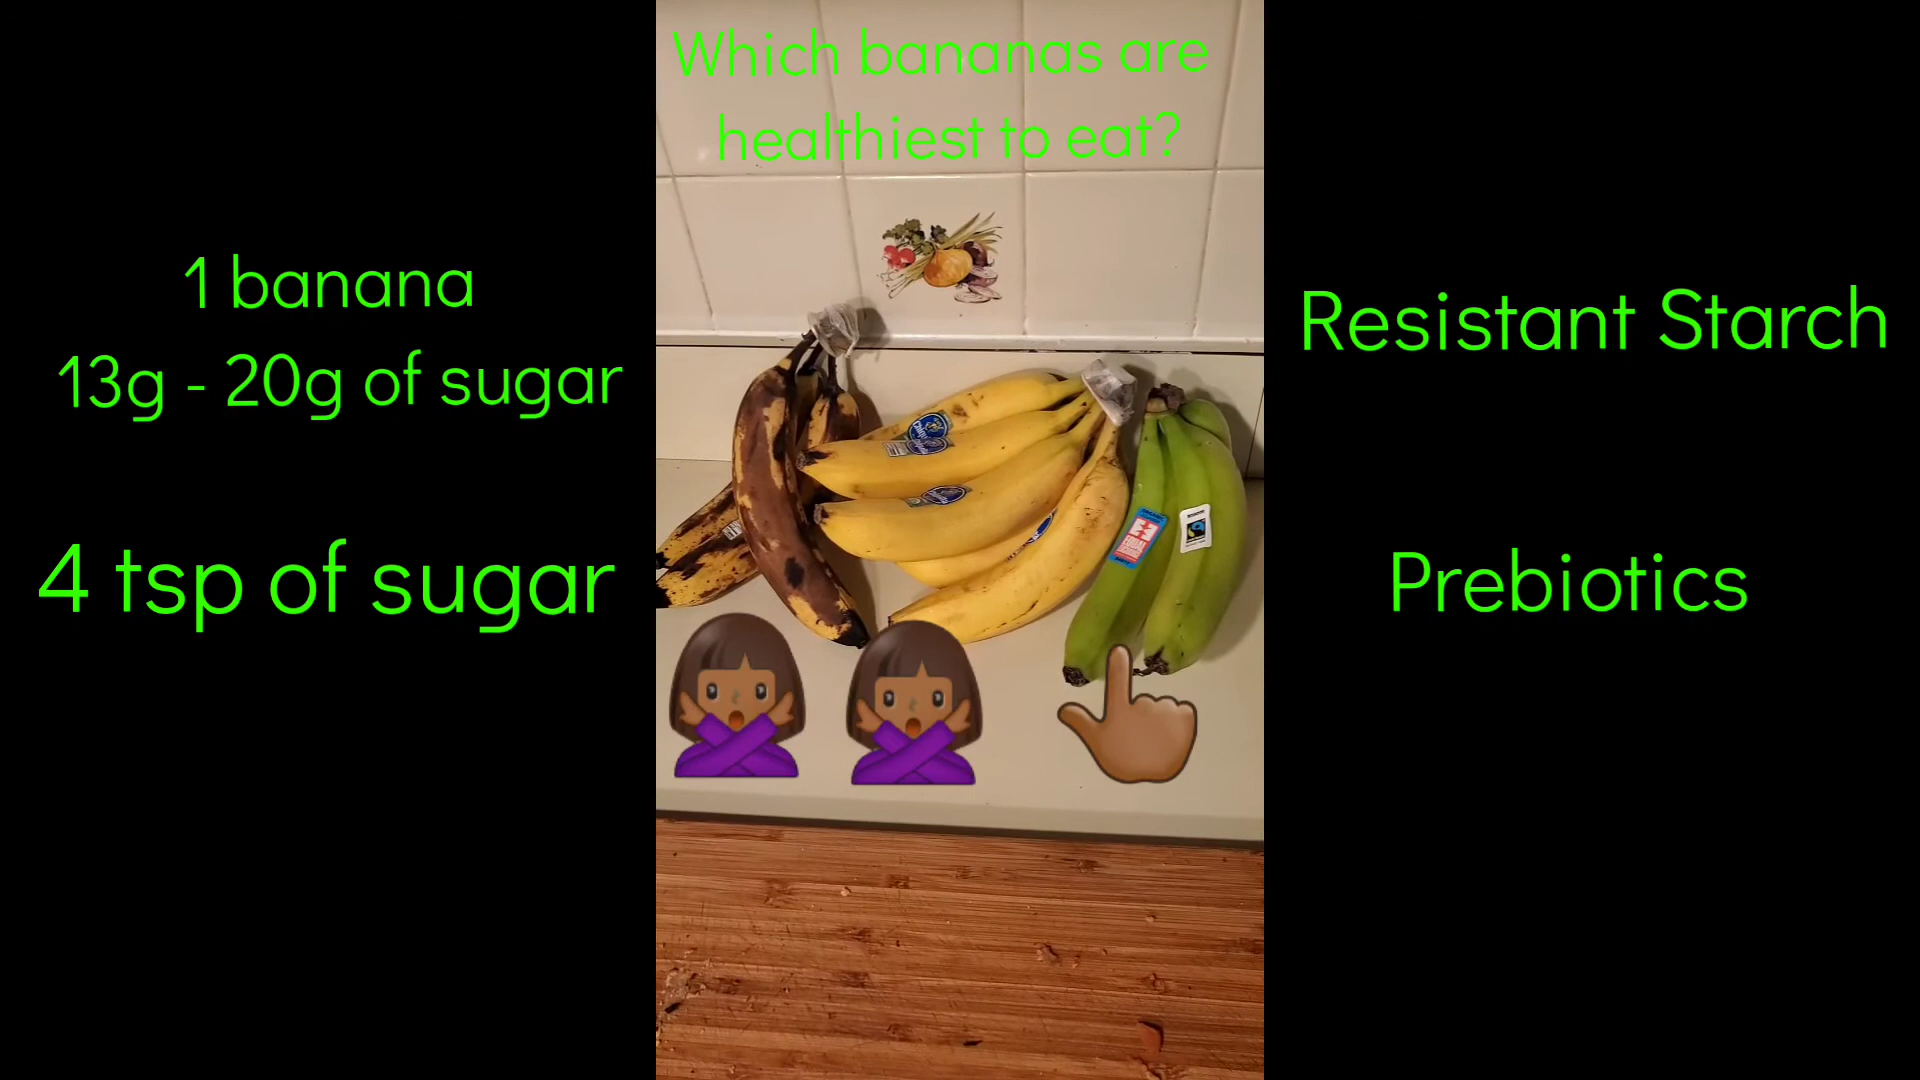 Which bananas are
healthiest to eat?
1 banana
13g - 20g of sugar
4 tsp of sugar
Resistant Starch
Prebiotics